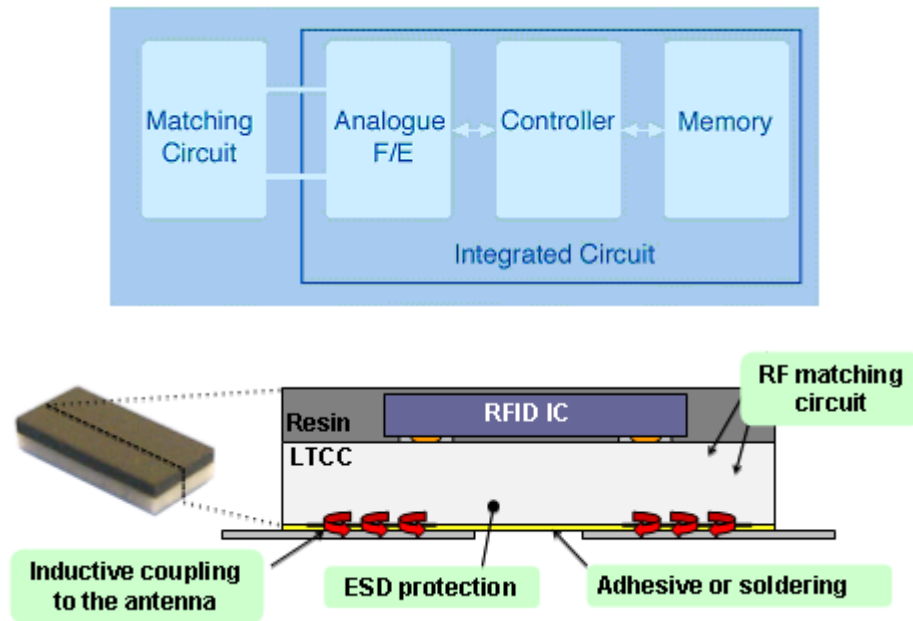 Matching
Circuit
Analogue
F/E
Controller
Memory
Integrated Circuit
RF matching
circuit
RFID IC
Resin
LTCC
Inductive coupling
to the antenna
ESD protection
Adhesive or soldering